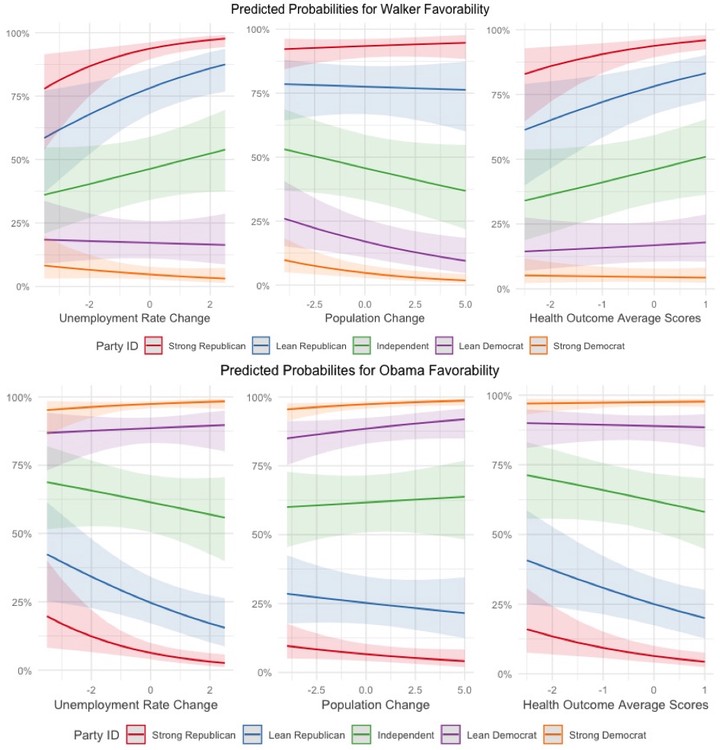 Predicted Probabilities for Walker Favorability
100% 100% 100%
75% 75% 75%
50% 50% 50%
25% 25% 25%
0% 0% 0%
-2 0 2 -2.5 0.0 2.5 5.0 -2 -1 0 1
Unemployment Rate Change Population Change Health Outcome Average Scores
Party ID Strong Republican Lean Republican Independent Lean Democrat Strong Democrat
Predicted Probabilites for Obama Favorability
100% 100% 100%
75% 75% 75%
50% 50% 50%
25% 25% 25%
0% 0% 0%
-2 0 2 -2.5 0.0 2.5 5.0 -2 -1 0 1
Unemployment Rate Change Population Change Health Outcome Average Scores
Party ID Strong Republican Lean Republican Independent Lean Democrat Strong Democrat